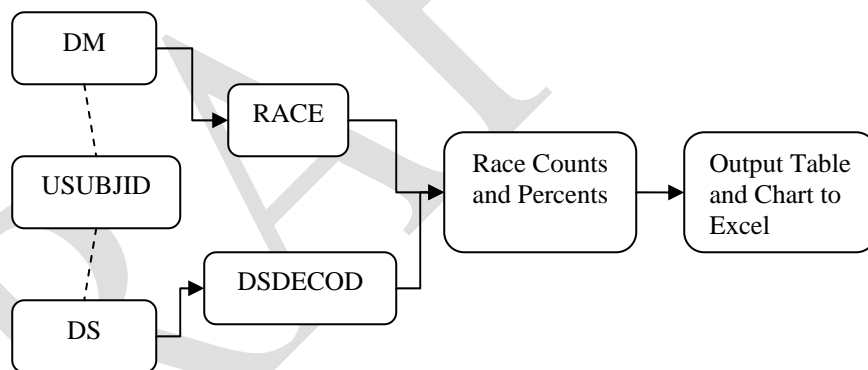 DM
RACE
USUBJID
Race Counts
and Percents
Output Table
and Chart to
Excel
DSDECOD
DS